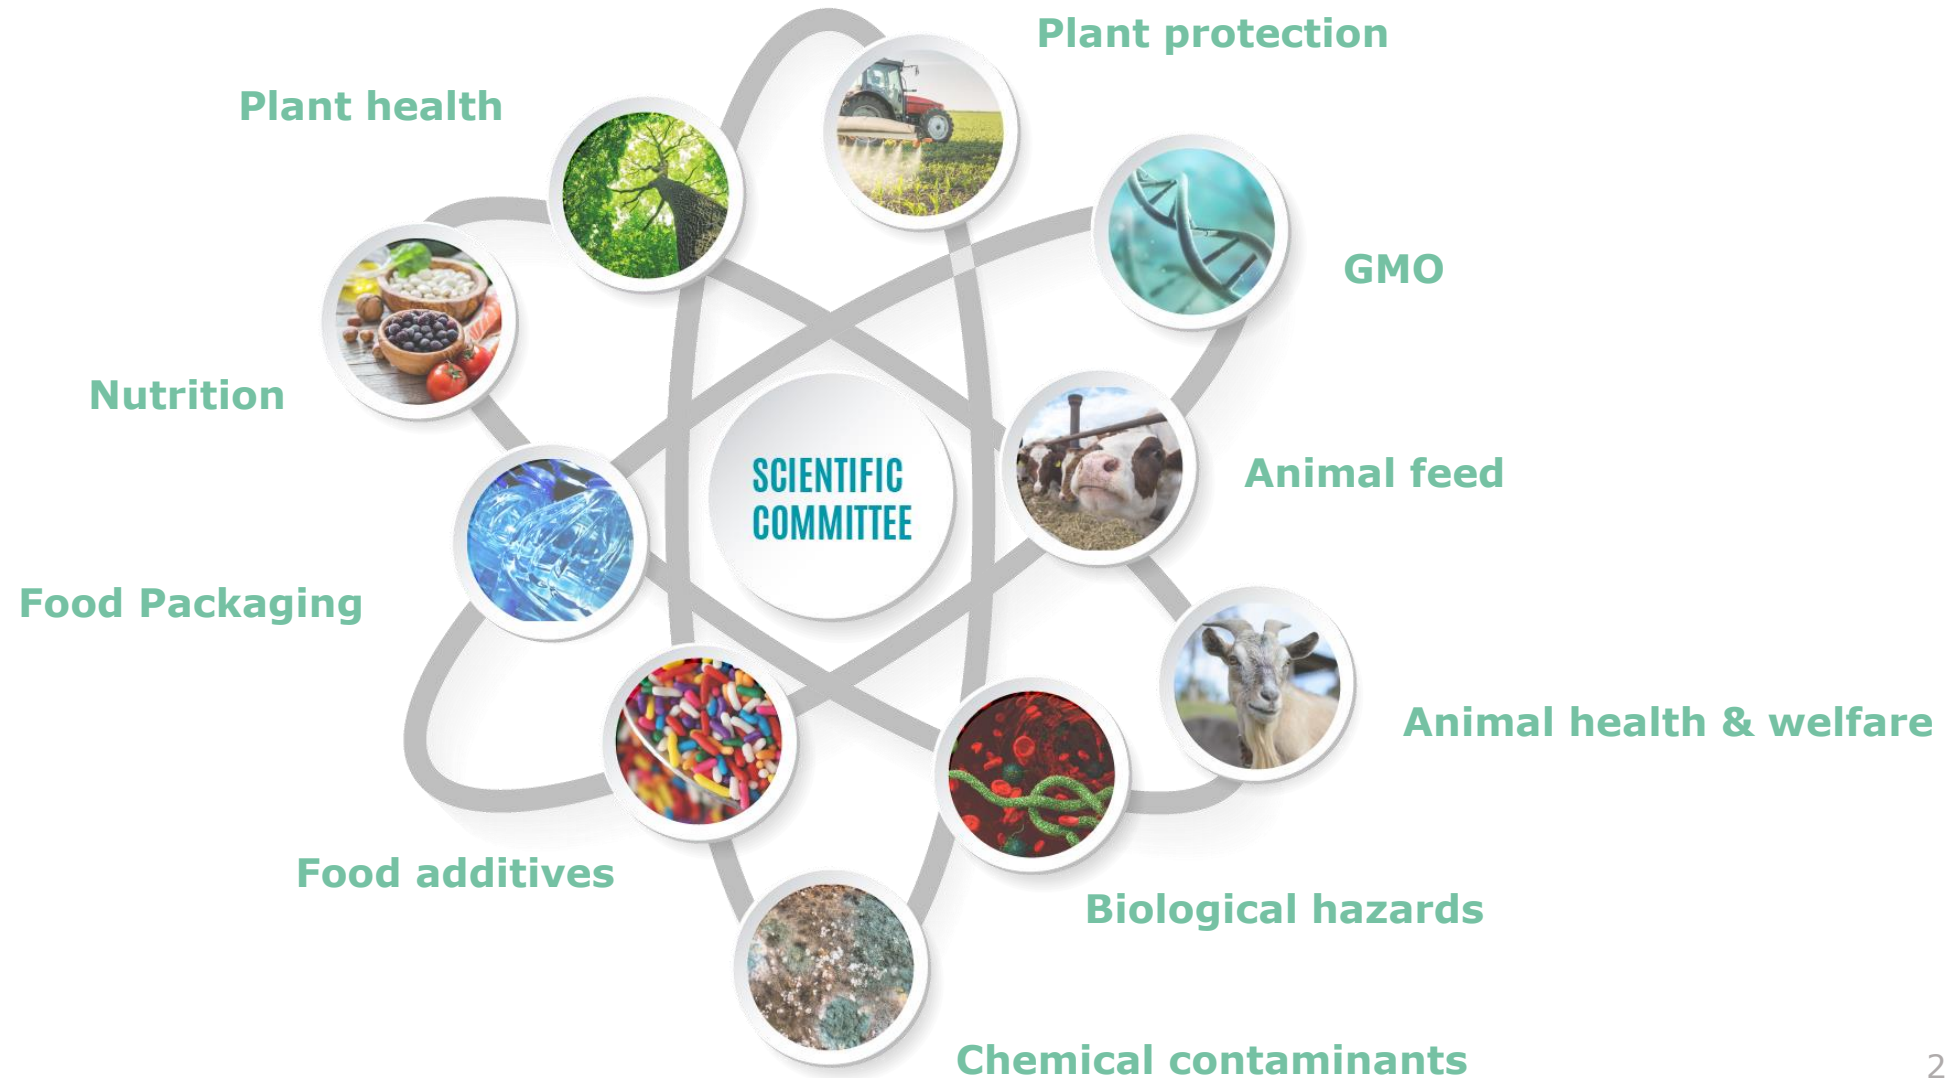 Plant protection
Plant health
GMO
Nutrition
SCIENTIFIC
COMMITTEE
Animal feed
Food Packaging
Animal health & welfare
Food additives
Biological hazards
Chemical contaminants
2